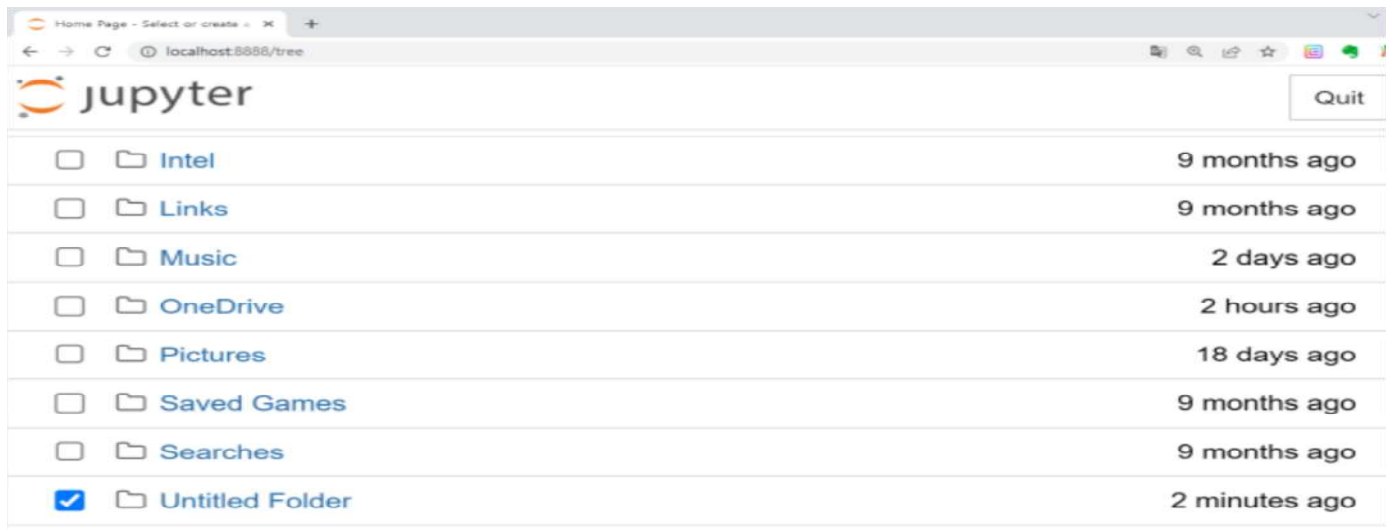 Home Page - Select or create a
localhost:8888/tree
jupyter
Quit
Intel 9 months ago
Links 9 months ago
Music 2 days ago
OneDrive 2 hours ago
Pictures 18 days ago
Saved Games 9 months ago
Searches 9 months ago
Untitled Folder 2 minutes ago